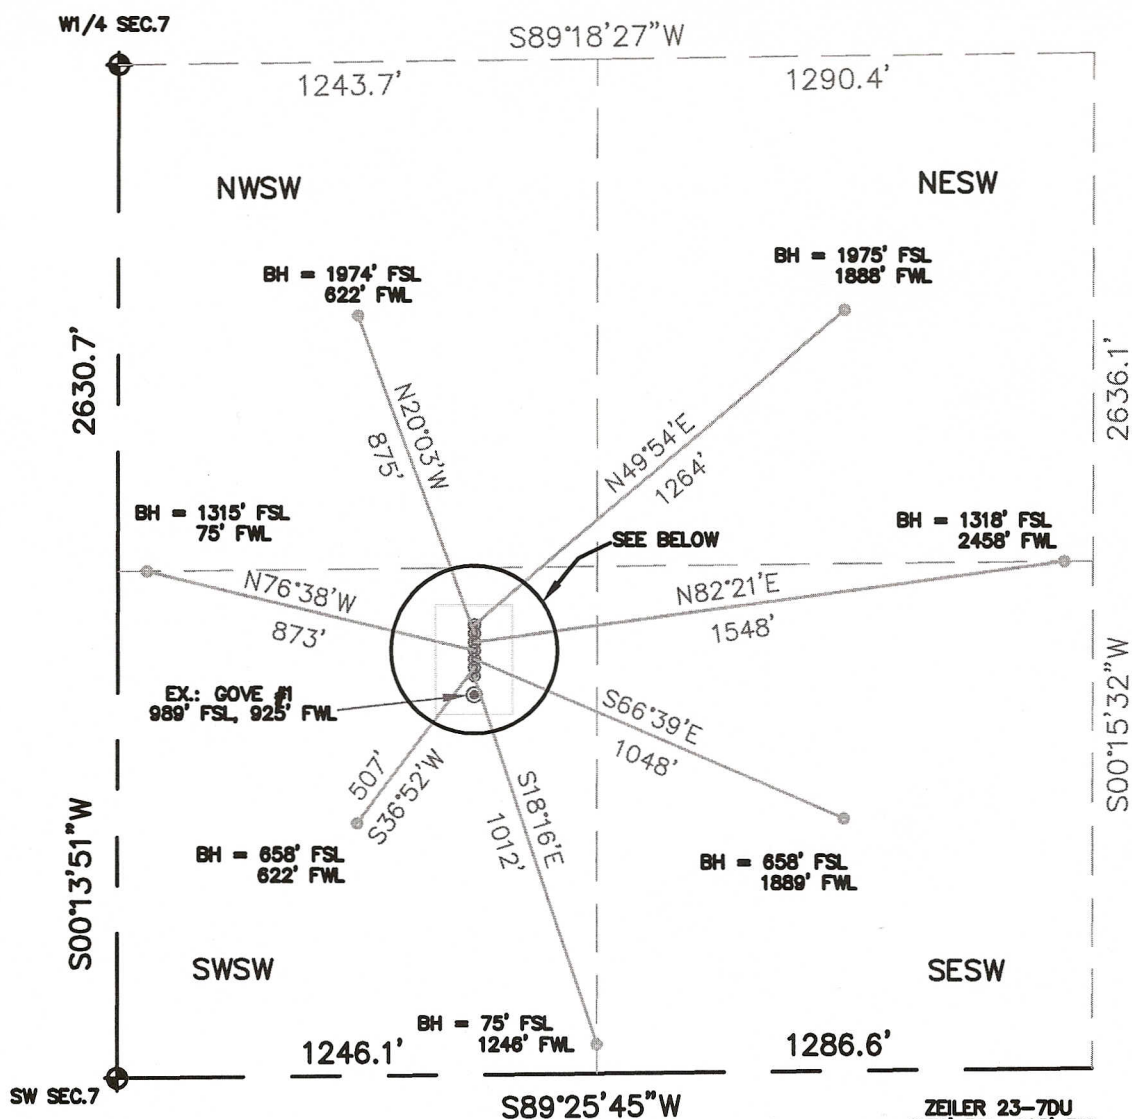 W1/4 SEC.7
S89°18'27"W
1243.7'
1290.4'
NWSW
NESW
BH = 1974' FSL
622' FWL
BH = 1975' FSL
1888' FWL
2630.7'
2636.1'
N20°03'W
875'
N49°54'E
1264'
BH = 1315' FSL
75' FWL
SEE BELOW
BH = 1318' FSL
2458' FWL
N76°38'W
873'
N82°21'E
1548'
EX.: GOVE #1
989' FSL, 925' FWL
S66°39'E
1048'
S00°15'32"W
507'
S36°52'W
S18°16'E
1012'
BH = 658' FSL
622' FWL
BH = 658' FSL
1889' FWL
S00°13'51"W
SWSW
SESW
BH = 75' FSL
1246' FWL
1246.1'
1286.6'
SW SEC.7
S89°25'45"W
ZEILER 23-7DU